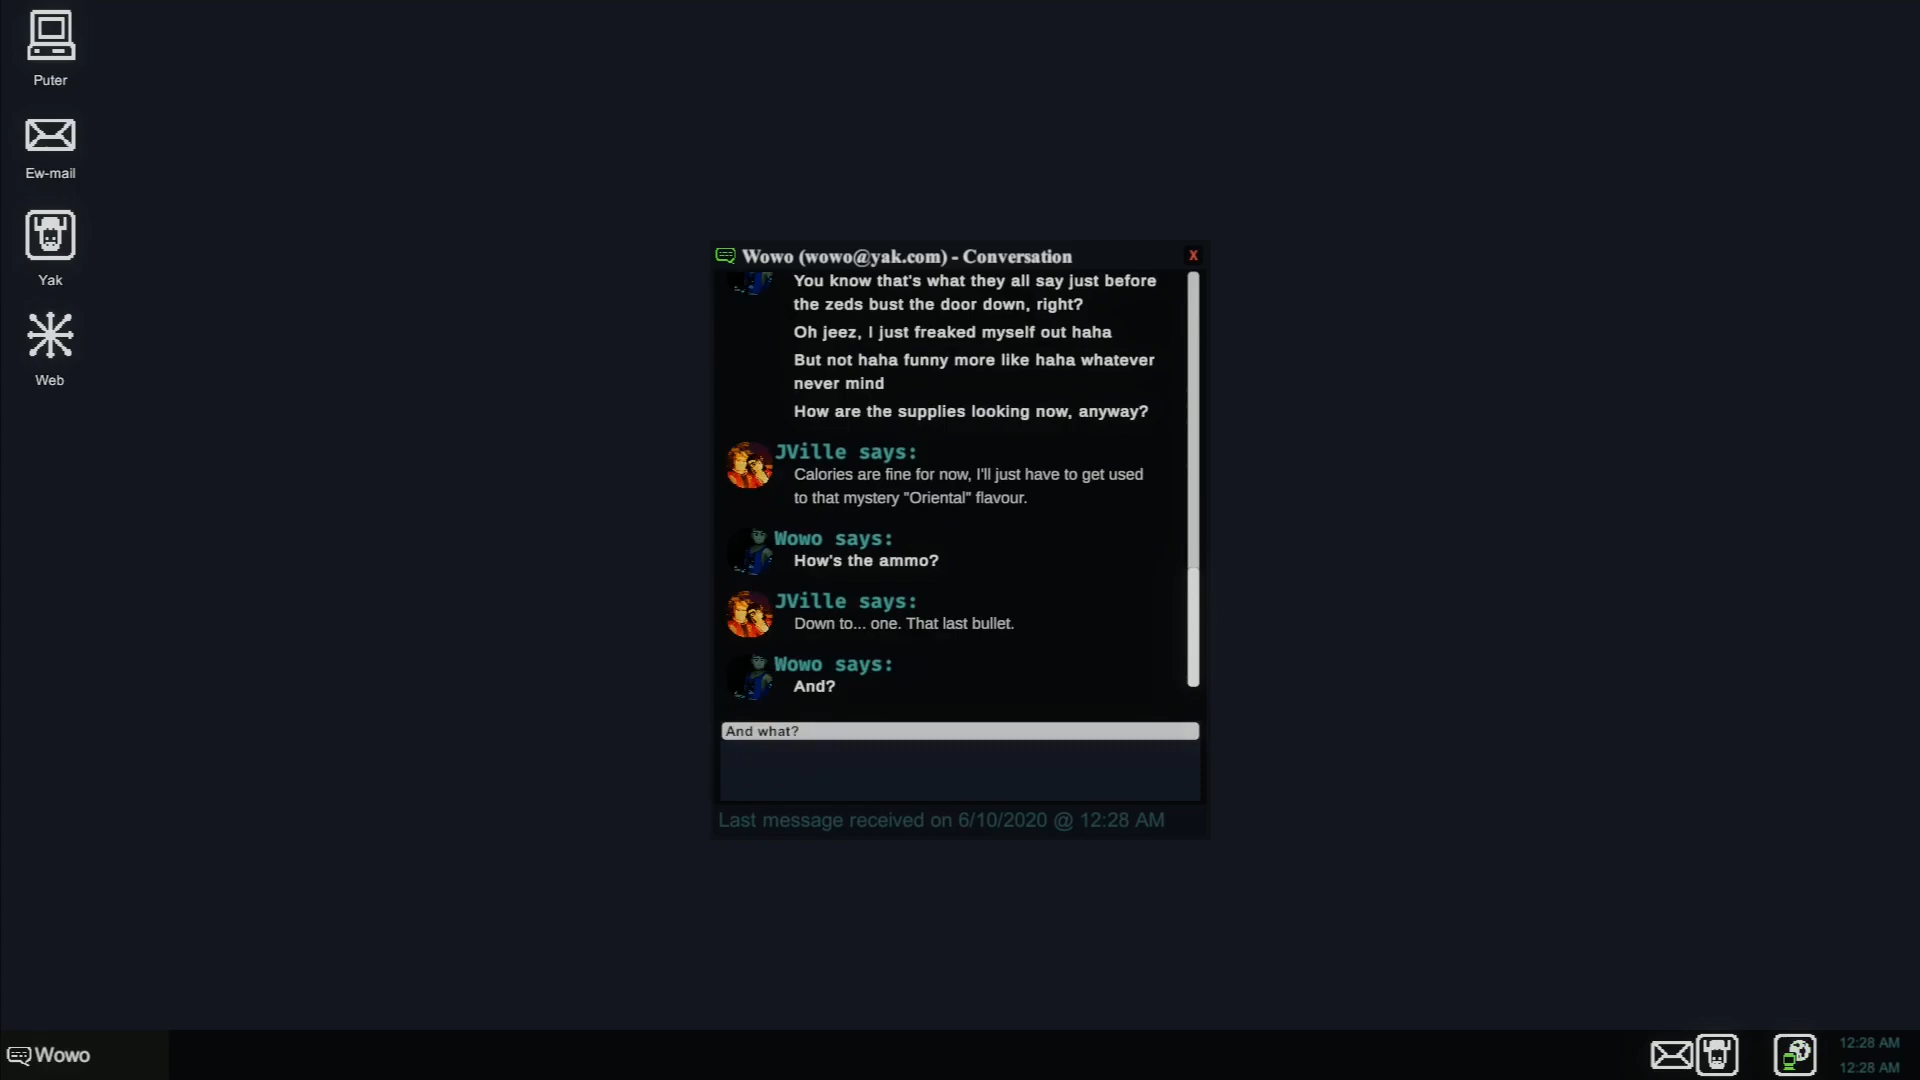 Puter
Ew-mail
Yak
Web
Wowo (wowo@yak.com) - Conversation
X
You know that's what they all say just before
the zeds bust the door down, right?
Oh jeez, I just freaked myself out haha
But not haha funny more like haha whatever
never mind
How are the supplies looking now, anyway?
JVille says:
Calories are fine for now, I'll just have to get used
to that mystery "Oriental" flavour.
Wowo says:
How's the ammo?
JVille says:
Down to... one. That last bullet.
Wowo says:
And?
And what?
Last message received on 6/10/2020 @ 12:28 AM
Wowo
12:28 AM
12:28 AM